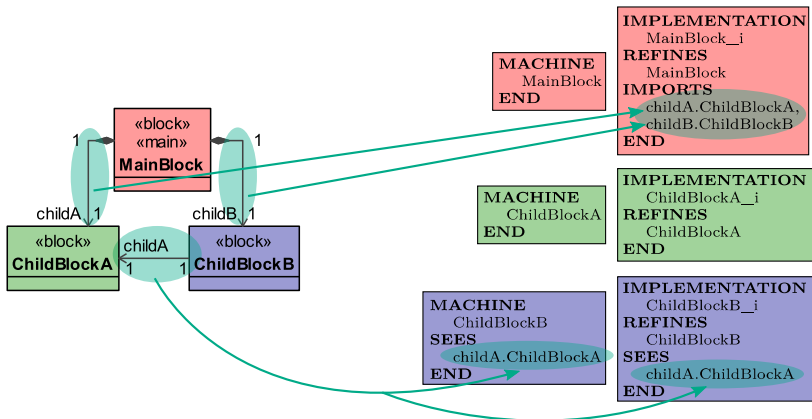 «block»
«main»
MainBlock
1
1
childA
1
childB
1
«block»
ChildBlockA
childA
1
1
«block»
ChildBlockB
MACHINE
MainBlock
END
IMPLEMENTATION
MainBlock_i
REFINES
MainBlock
IMPORTS
childA.ChildBlockA,
childB.ChildBlockB
END
MACHINE
ChildBlockA
END
IMPLEMENTATION
ChildBlockA_i
REFINES
ChildBlockA
END
MACHINE
ChildBlockB
SEES
childA.ChildBlockA
END
IMPLEMENTATION
ChildBlockB_i
REFINES
ChildBlockB
SEES
childA.ChildBlockA
END